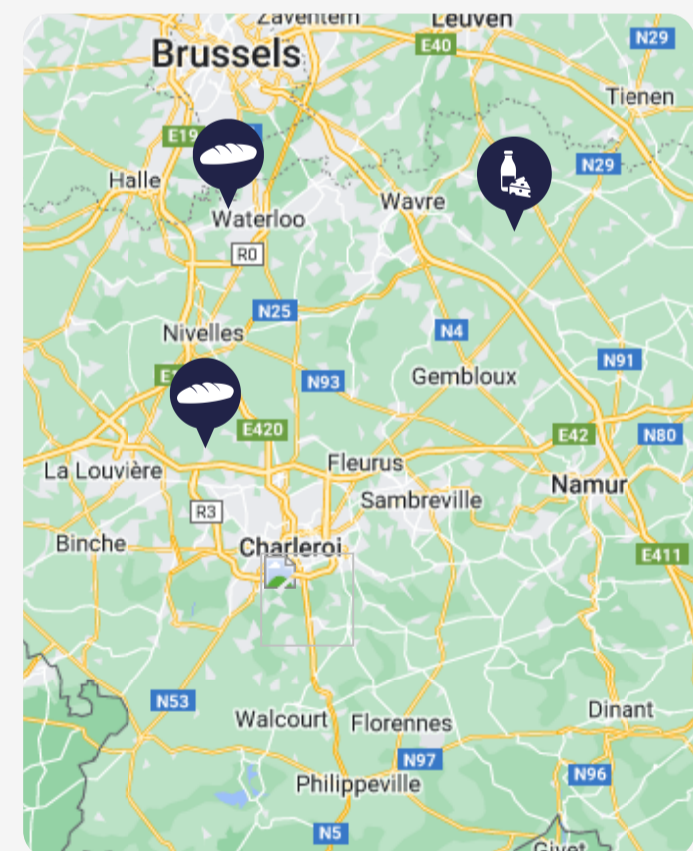 Zaventem
Leuven
Brussels
E40
N29
Tienen
E19
N29
Halle
Wavre
Waterloo
R0
N25
Nivelles
N4
N91
N93
Gembloux
E420
E42
N80
Fleurus
La Louvière
Namur
Sambreville
R3
Binche
Charleroi
E411
N53
Walcourt
Florennes
Dinant
N97
N96
Philippeville
N5
Givet